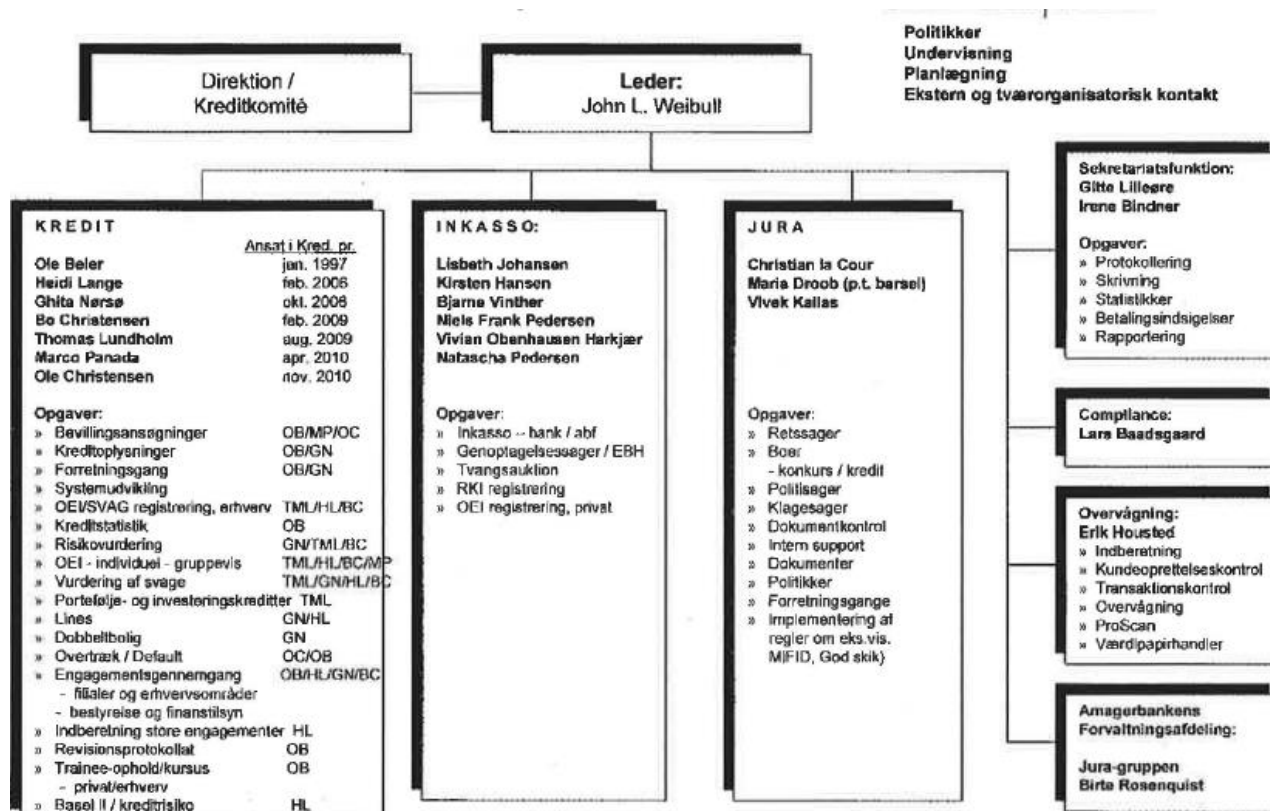 Politikker
Undervisning
Planlægning
Ekstern og tværorganisatorisk kontakt
Direktion /
Kreditkomité
Leder:
John L. Weibull
KREDIT
Ansat i Kred. pr.
Ole Beier jan. 1997
Heidi Lange feb. 2006
Ghita Nørsø okt. 2006
Bo Christensen feb. 2009
Thomas Lundholm aug. 2009
Marco Panada apr. 2010
Ole Christensen nov. 2010
Opgaver:
» Bevillingsansøgninger OB/MP/OC
» Kreditoplysninger OB/GN
» Forretningsgang OB/GN
» Systemudvikling
» OEI/SVAG registrering, erhverv TML/HL/BC
» Kreditstatistik OB
» Risikovurdering GN/TML/BC
» OEI - individuel - gruppevis TML/HL/BC/MP
» Vurdering af svage TML/GN/HL/BC
» Portefølje- og investeringskreditter TML
» Lines GN/HL
» Dobbeltbolig GN
» Overtræk / Default OC/OB
» Engagementsgennemgang OB/HL/GN/BC
- filialer og erhvervsområder
- bestyrelse og finanstilsyn
» Indberetning store engagementer HL
» Revisionsprotokollat OB
» Trainee-ophold/kursus OB
- privat/erhverv
» Basel II / kreditrisiko HL
INKASSO:
Lisbeth Johansen
Kirsten Hansen
Bjarne Vinther
Niels Frank Pedersen
Vivian Obenhausen Harkjær
Natascha Pedersen
Opgaver:
» Inkasso -- bank / abf
» Genoptagelsessager / EBH
» Tvangsauktion
» RKI registrering
» OEI registrering, privat
JURA
Christian la Cour
Maria Droob (p.t. barsel)
Vivek Kallas
Opgaver:
» Retssager
» Boer
- konkurs / kredit
» Politisager
» Klagesager
» Dokumentkontrol
» Intern support
» Dokumenter
» Politikker
» Forretningsgange
» Implementering af
regler om eks.vis.
MIFID, God skik)
Sekretariatsfunktion:
Gitte Lilleøre
Irene Bindner
Opgaver:
» Protokollering
» Skrivning
» Statistikker
» Betalingsindsigelser
» Rapportering
Compliance:
Lars Baadsgaard
Overvågning:
Erik Housted
» Indberetning
» Kundeoprettelseskontrol
» Transaktionskontrol
» Overvågning
» ProScan
» Værdipapirhandler
Amagerbankens
Forvaltningsafdeling:
Jura-gruppen
Birte Rosenquist